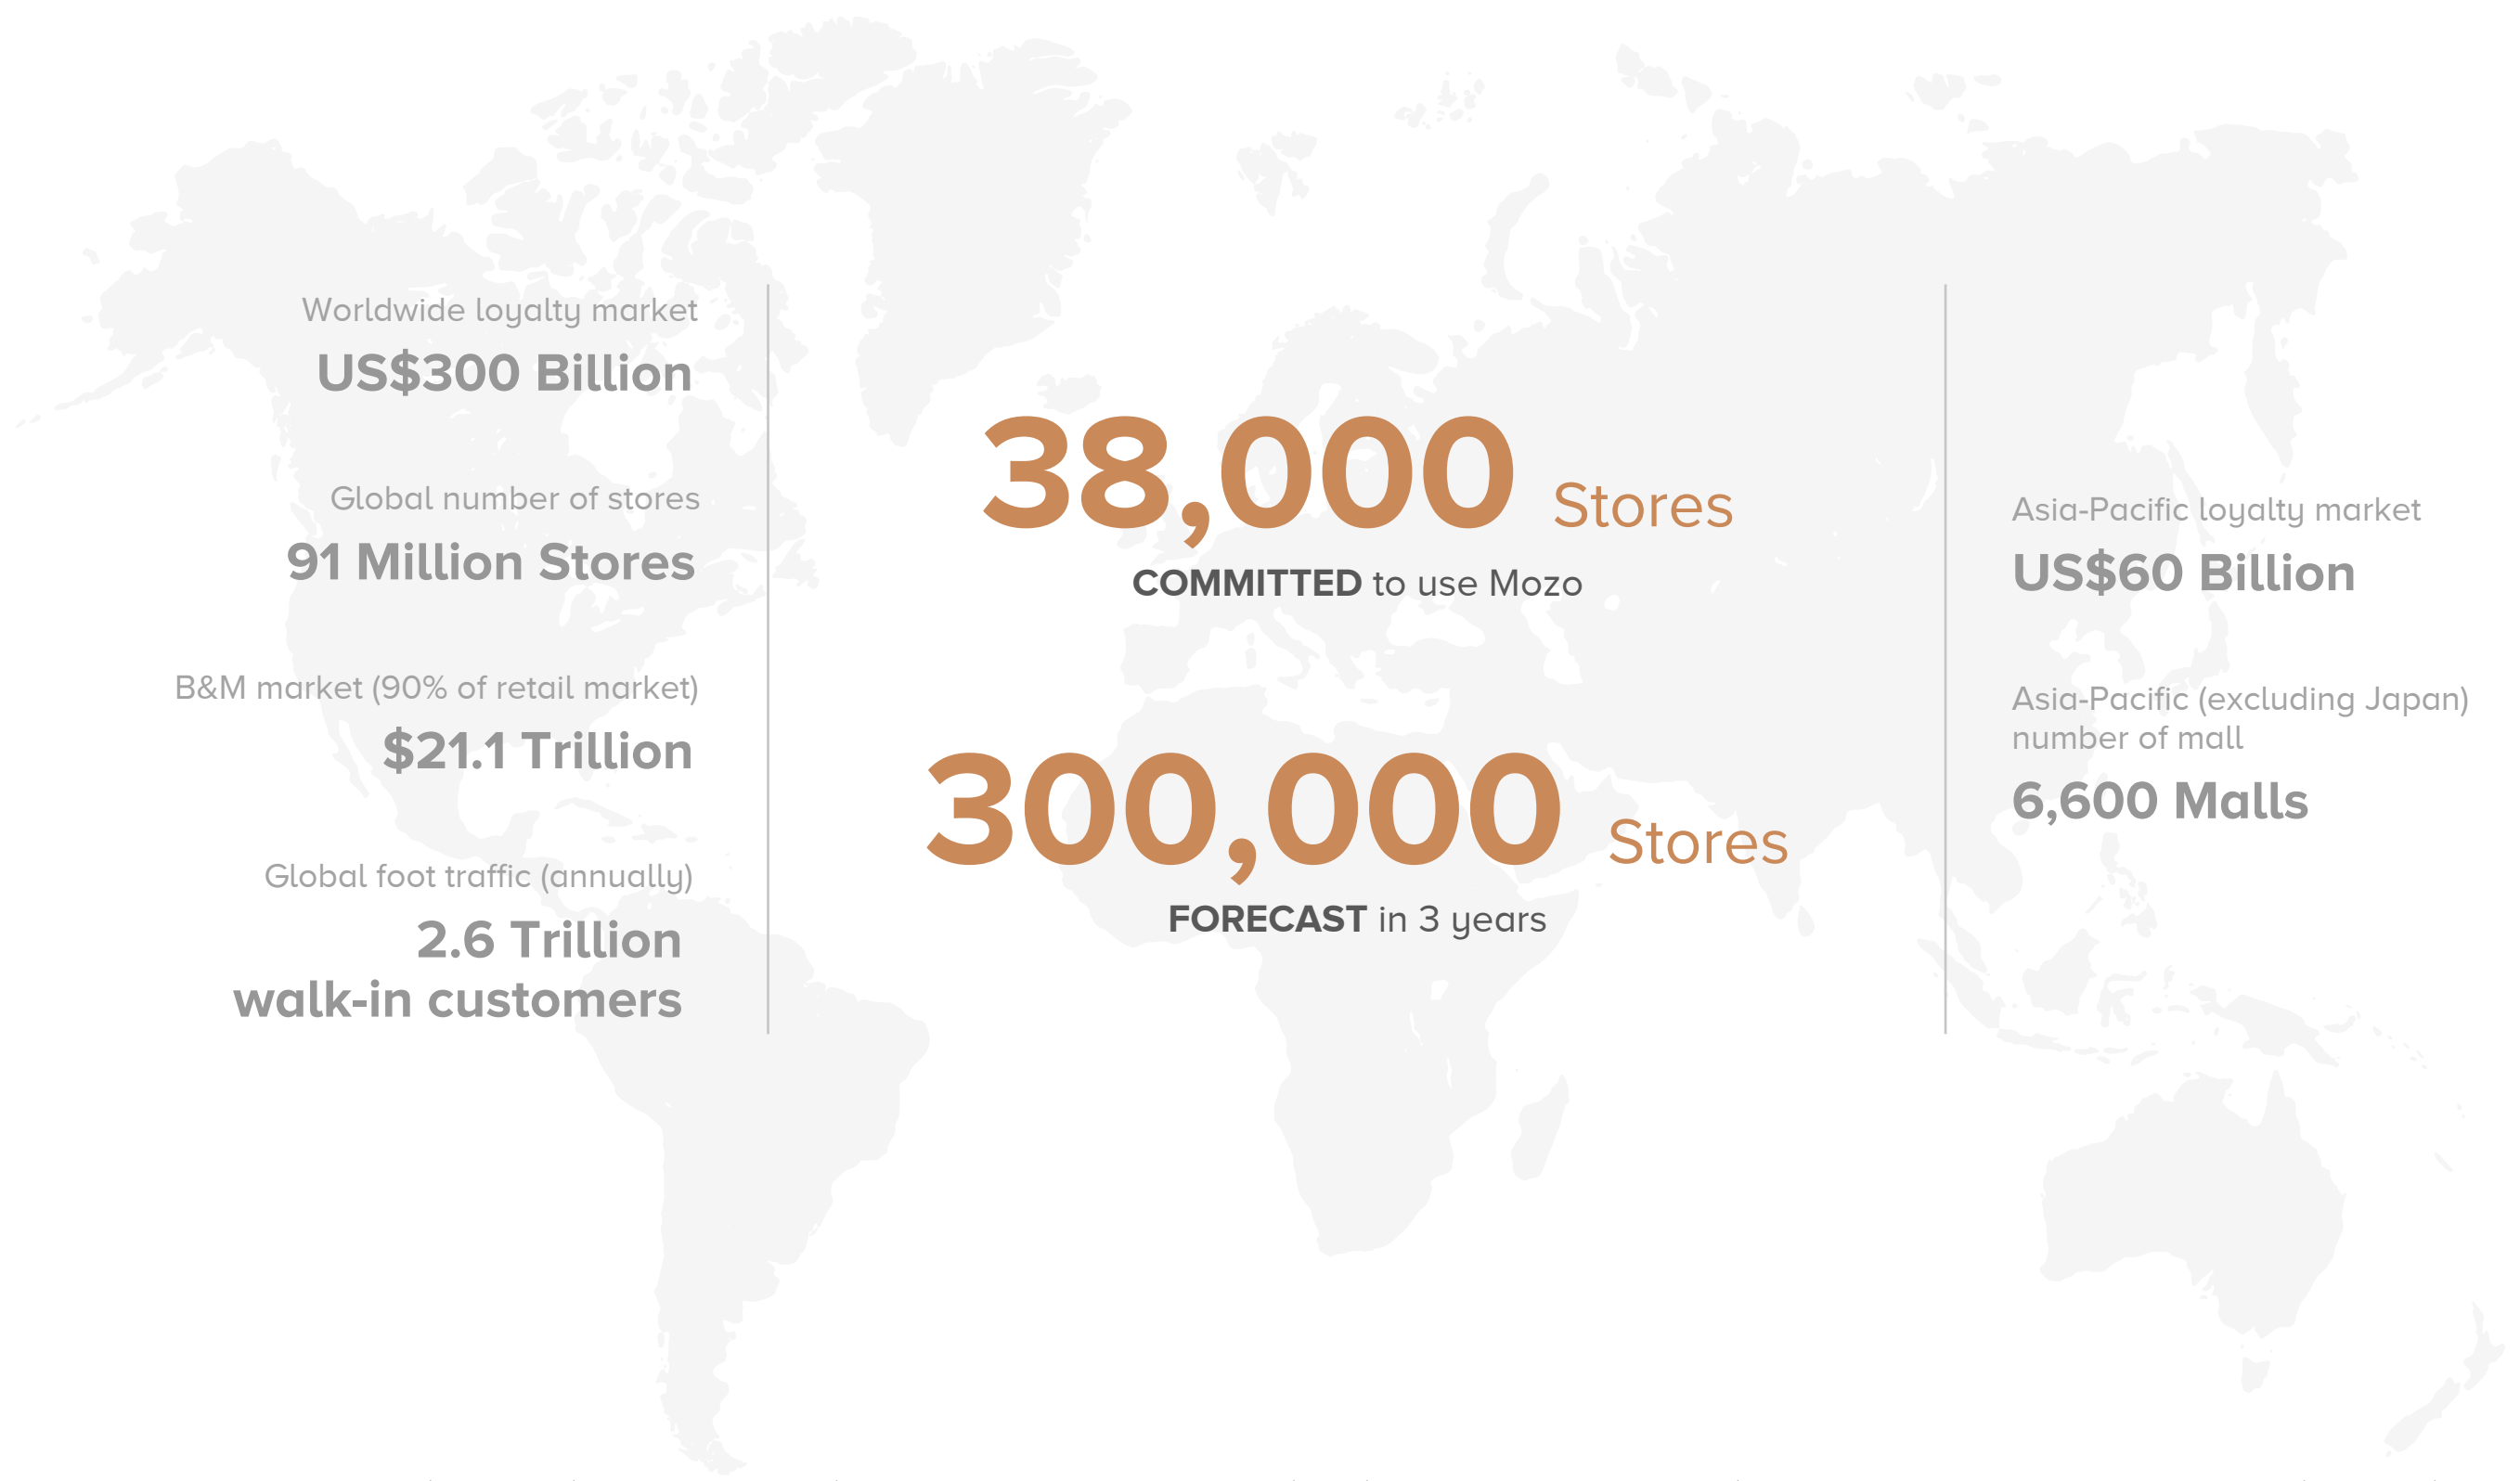 Worldwide loyalty market
US$300 Billion
Global number of stores
91 Million Stores
B&M market (90% of retail market)
$21.1 Trillion
Global foot traffic (annually)
2.6 Trillion
walk-in customers
38,000 Stores
COMMITTED to use Mozo
300,000 Stores
FORECAST in 3 years
Asia-Pacific loyalty market
US$60 Billion
Asia-Pacific (excluding Japan)
number of mall
6,600 Malls